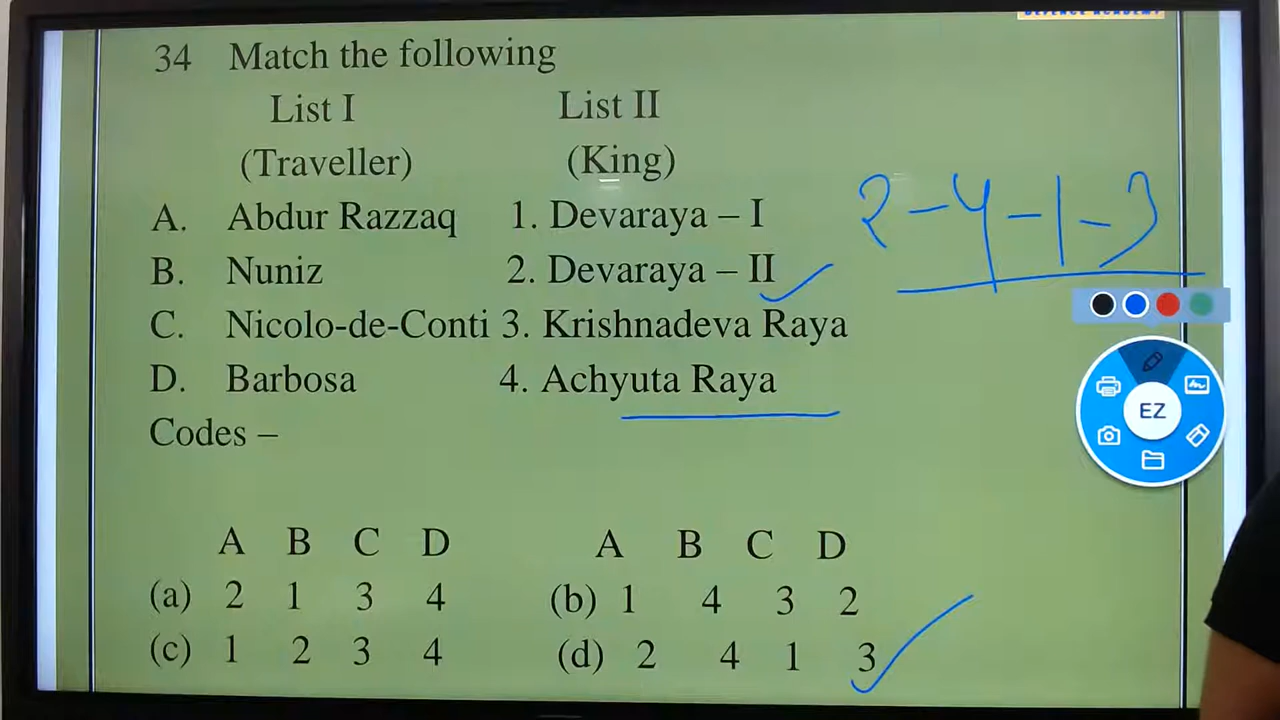 DEFENCE ACADEMY
34 Match the following
List I List II
(Traveller) (King)
A. Abdur Razzaq 1. Devaraya – I
B. Nuniz 2. Devaraya – II
C. Nicolo-de-Conti 3. Krishnadeva Raya
D. Barbosa 4. Achyuta Raya
2-4-1-3
EZ
Codes –
A B C D A B C D
(a) 2 1 3 4 (b) 1 4 3 2
(c) 1 2 3 4 (d) 2 4 1 3